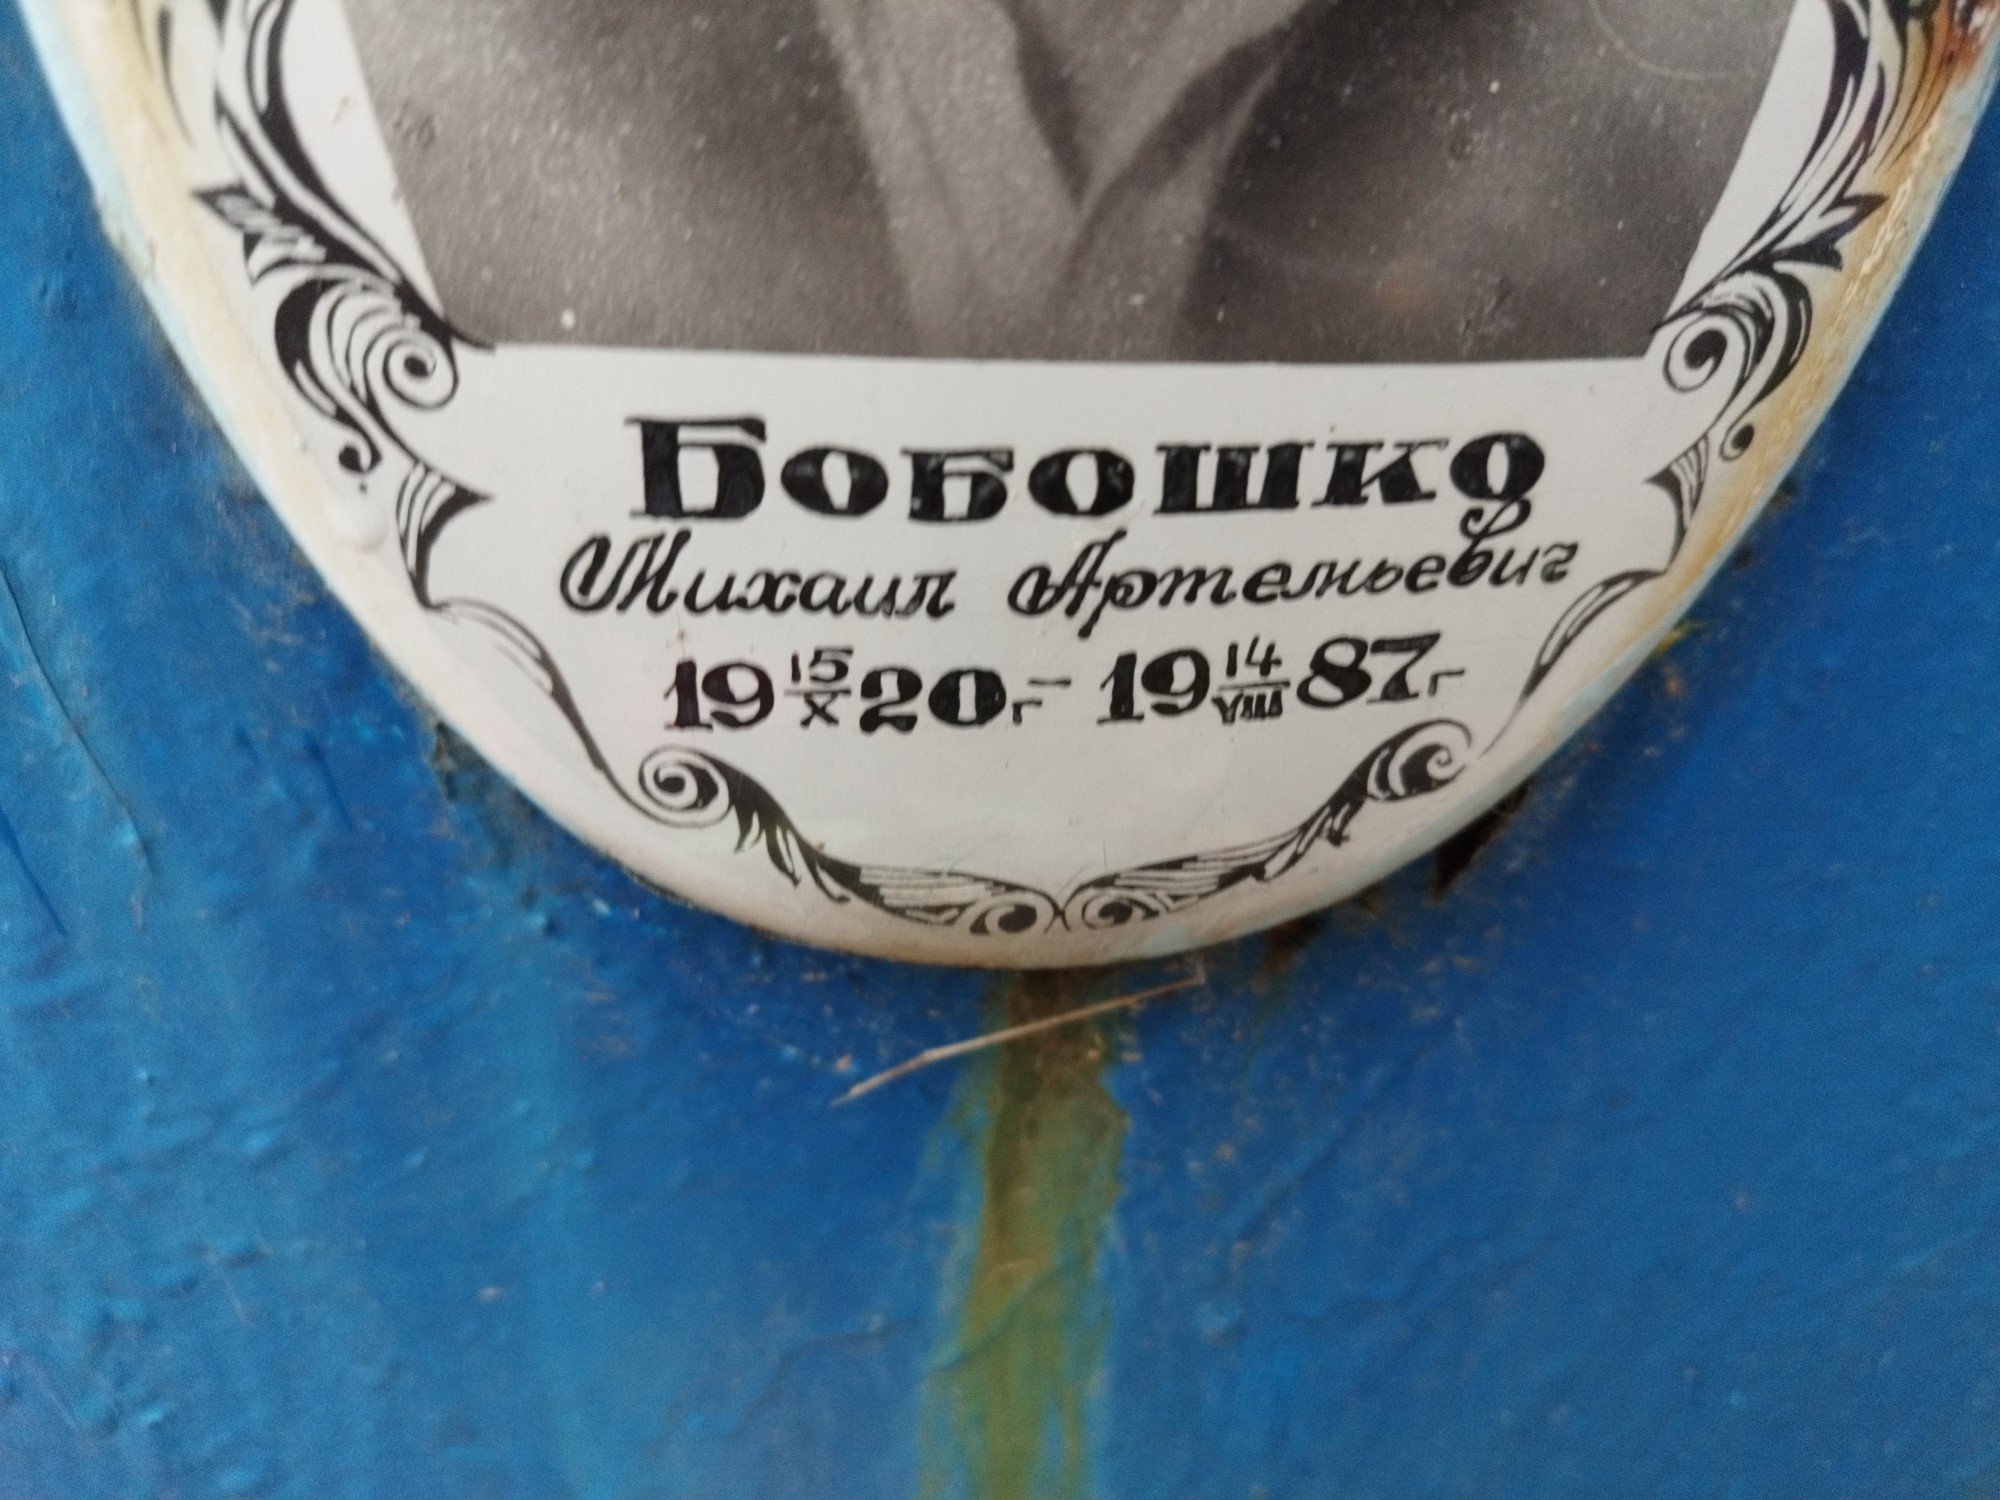 Бобошко
Михаил Артемьевич
19 15/X 20г.- 19 14/VIII 87г